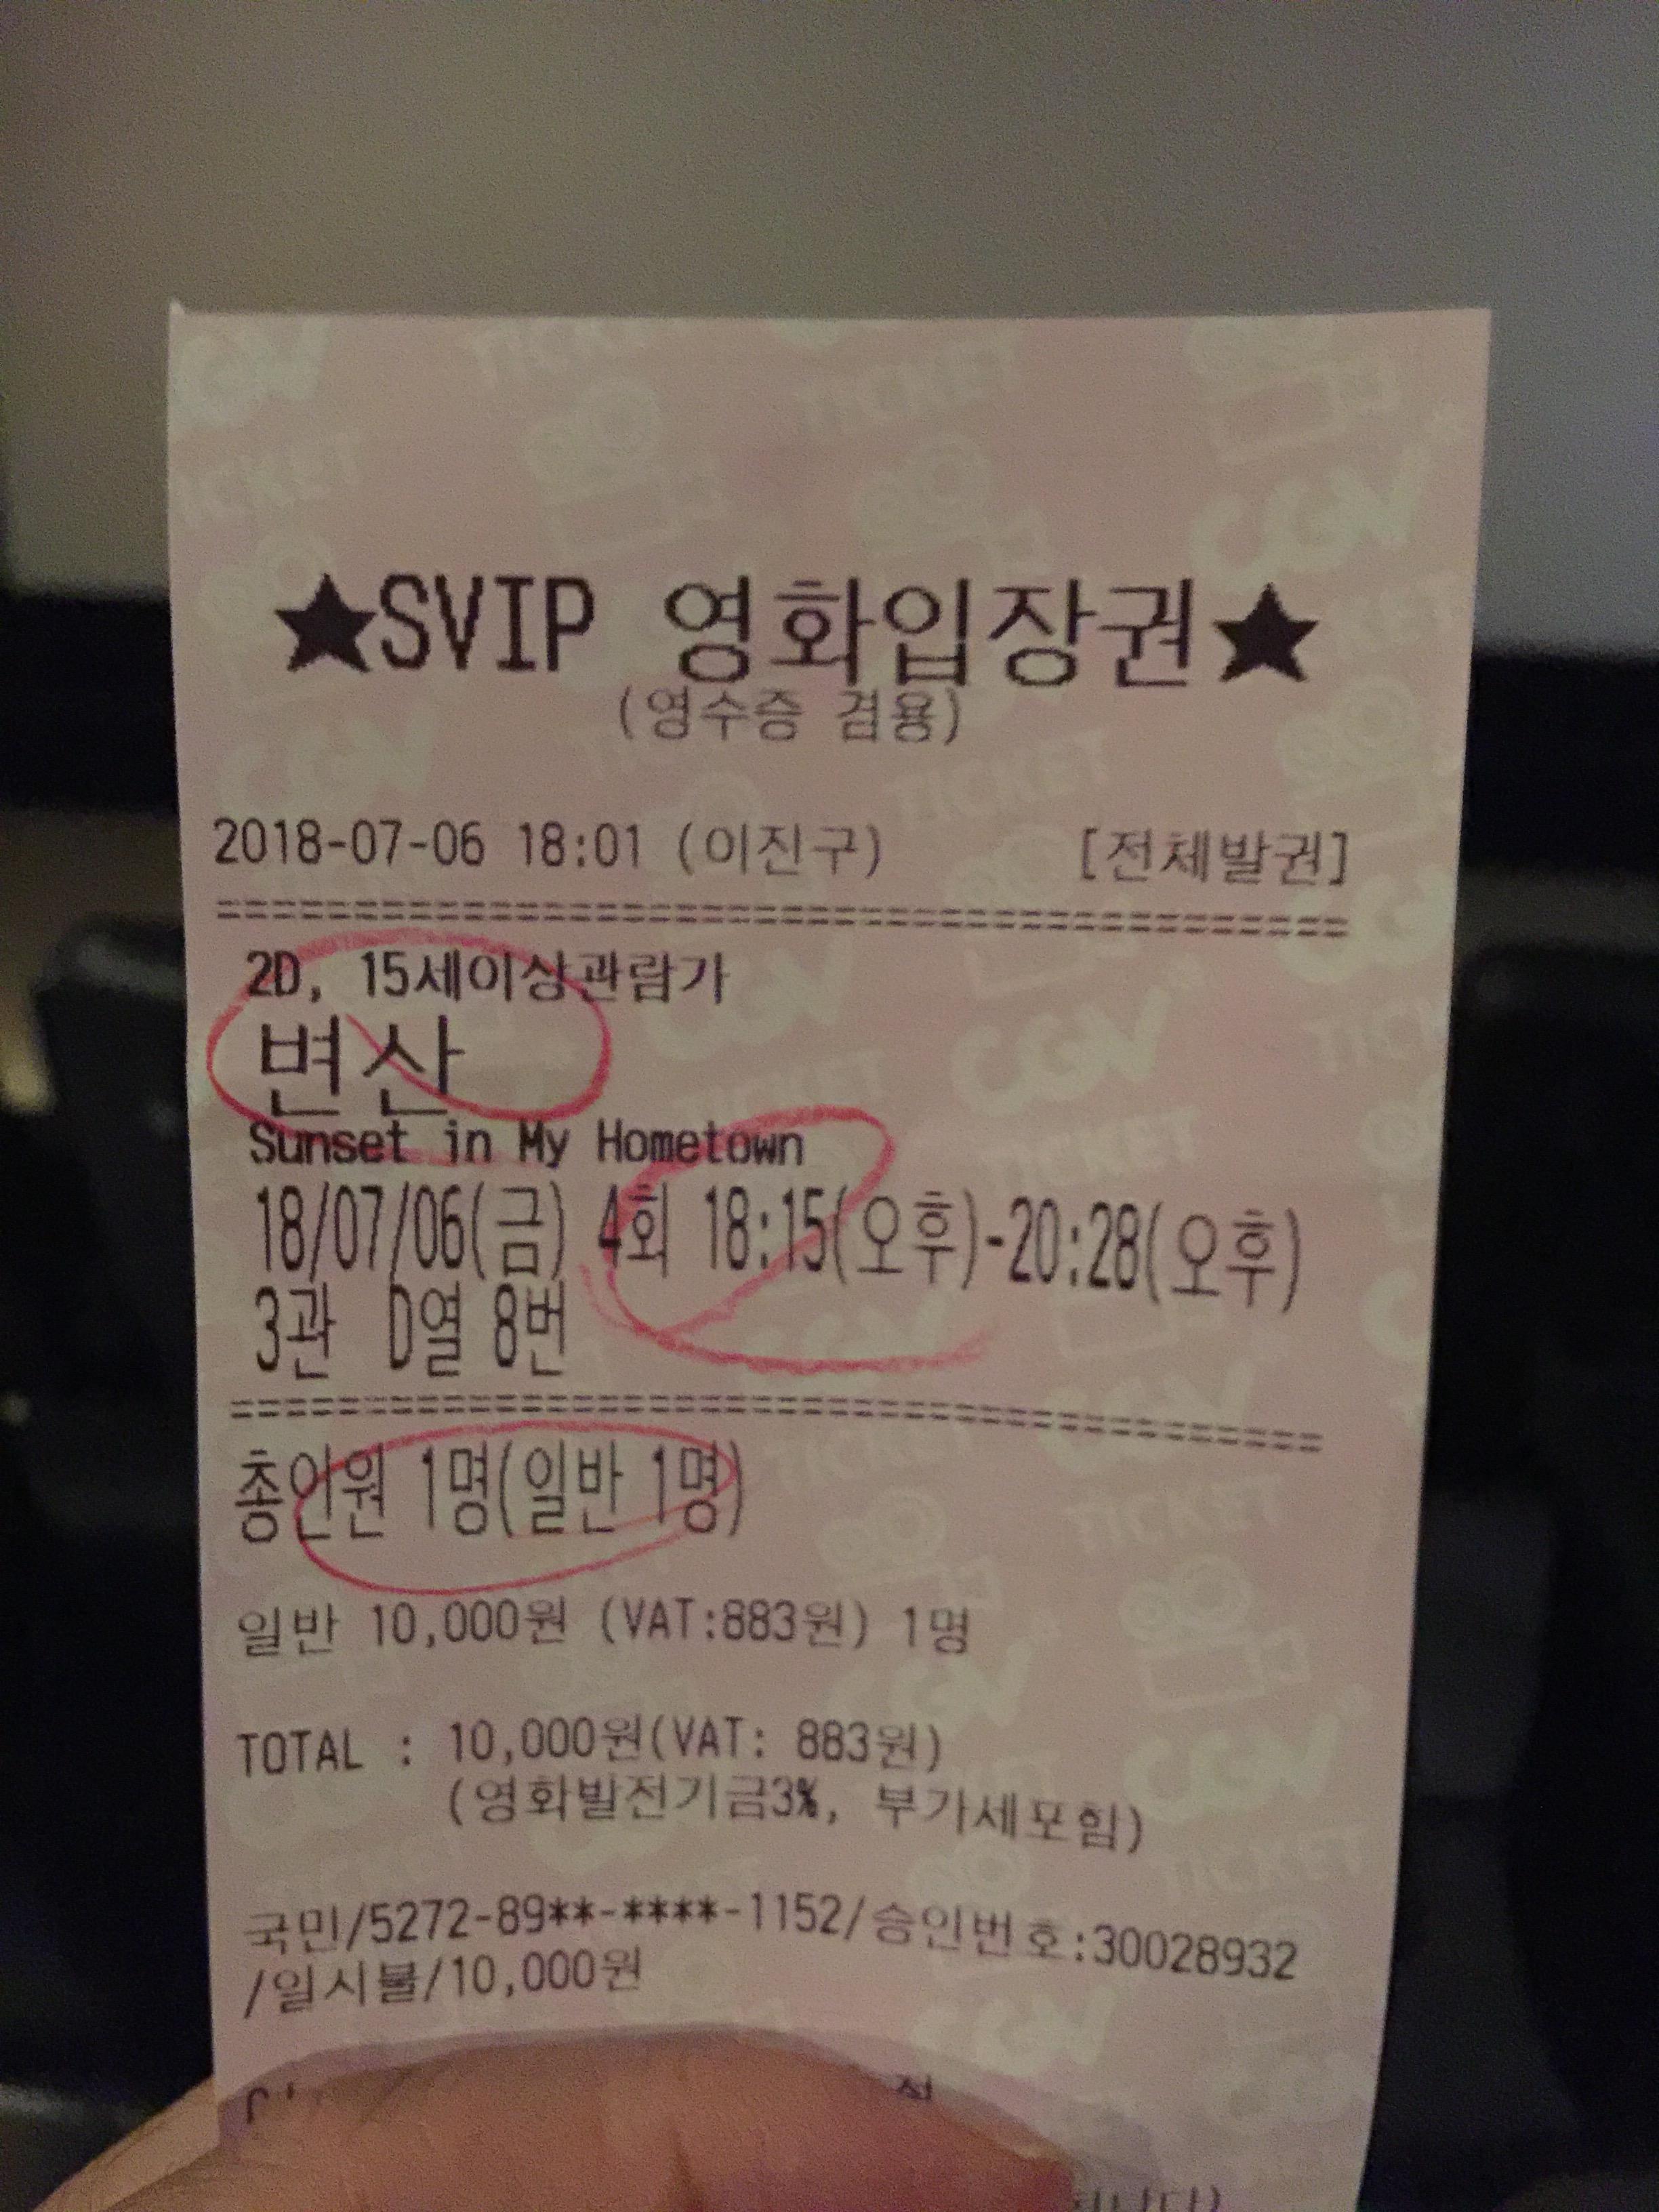 ★SVIP 영화입장권★
(영수증 겸용)
2018-07-06 18:01 (이진구) [전체발권]
2D, 15세이상관람가
변산
Sunset in My Hometown
18/07/06(금) 4회 18:15(오후)-20:28(오후)
3관 D열 8번
총인원 1명(일반 1명)
일반 10,000원 (VAT:883원) 1명
TOTAL : 10,000원(VAT: 883원)
(영화발전기금3%, 부가세포함)
국민/5272-89**-****-1152/승인번호:30028932
/일시불/10,000원